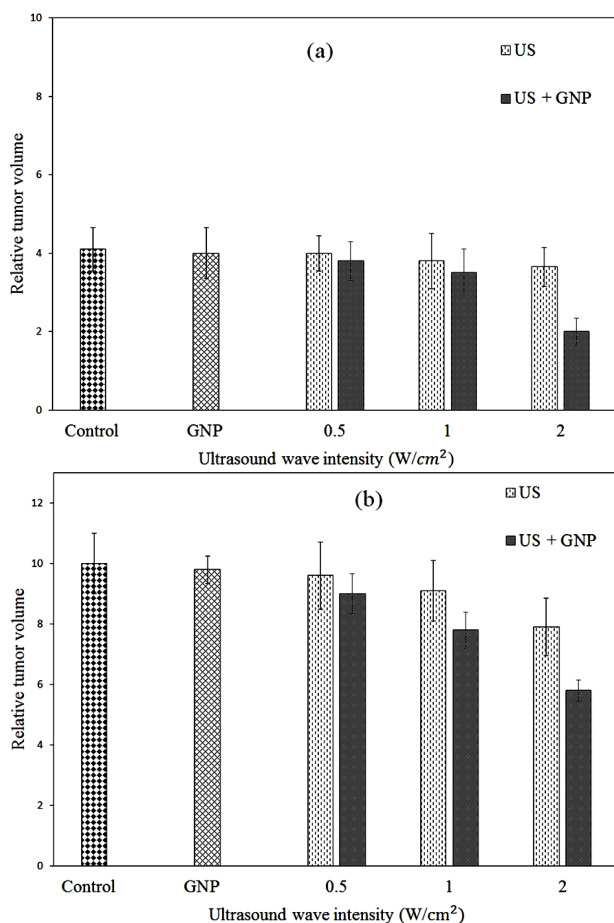 10
(a)
US
8
US + GNP
6
Relative tumor volume
4
2
0
Control GNP 0.5 1 2
Ultrasound wave intensity (W/cm²)
12
(b)
US
10
US + GNP
8
Relative tumor volume
6
4
2
0
Control GNP 0.5 1 2
Ultrasound wave intensity (W/cm²)